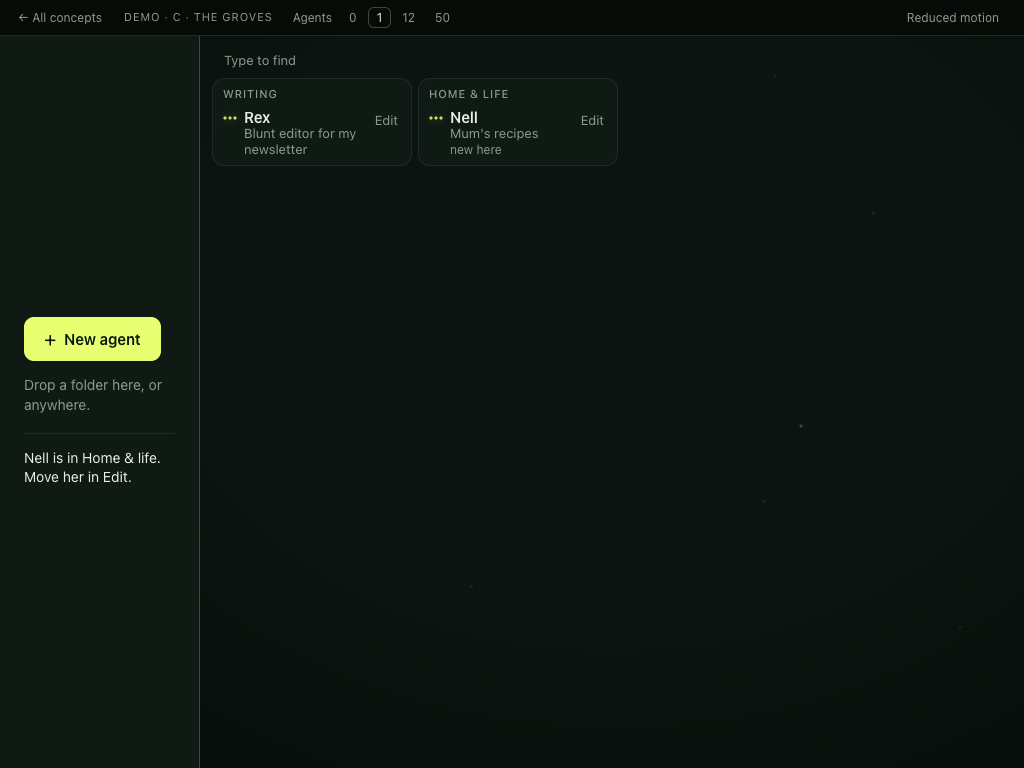 ← All concepts DEMO · C · THE GROVES Agents 0 1 12 50 Reduced motion
Type to find
WRITING
Rex Edit
Blunt editor for my
newsletter
HOME & LIFE
Nell Edit
Mum's recipes
new here
+ New agent
Drop a folder here, or
anywhere.
Nell is in Home & life.
Move her in Edit.